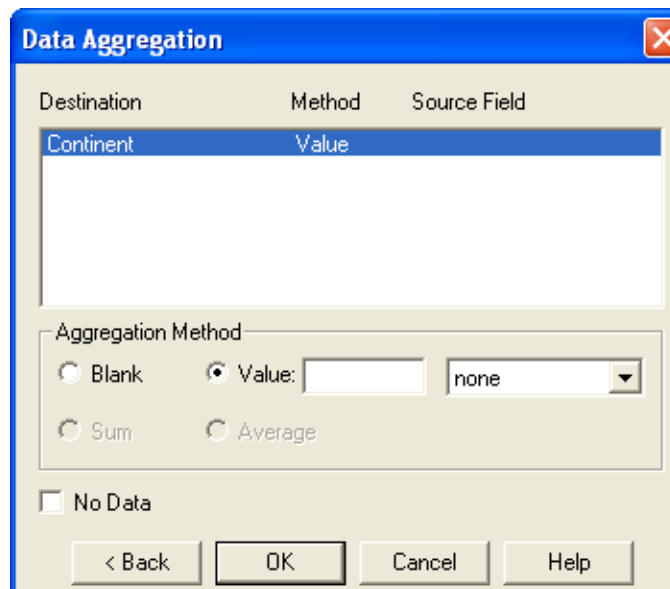 Data Aggregation
Destination Method Source Field
Continent Value
Aggregation Method
Blank Value: none
Sum Average
No Data
< Back OK Cancel Help